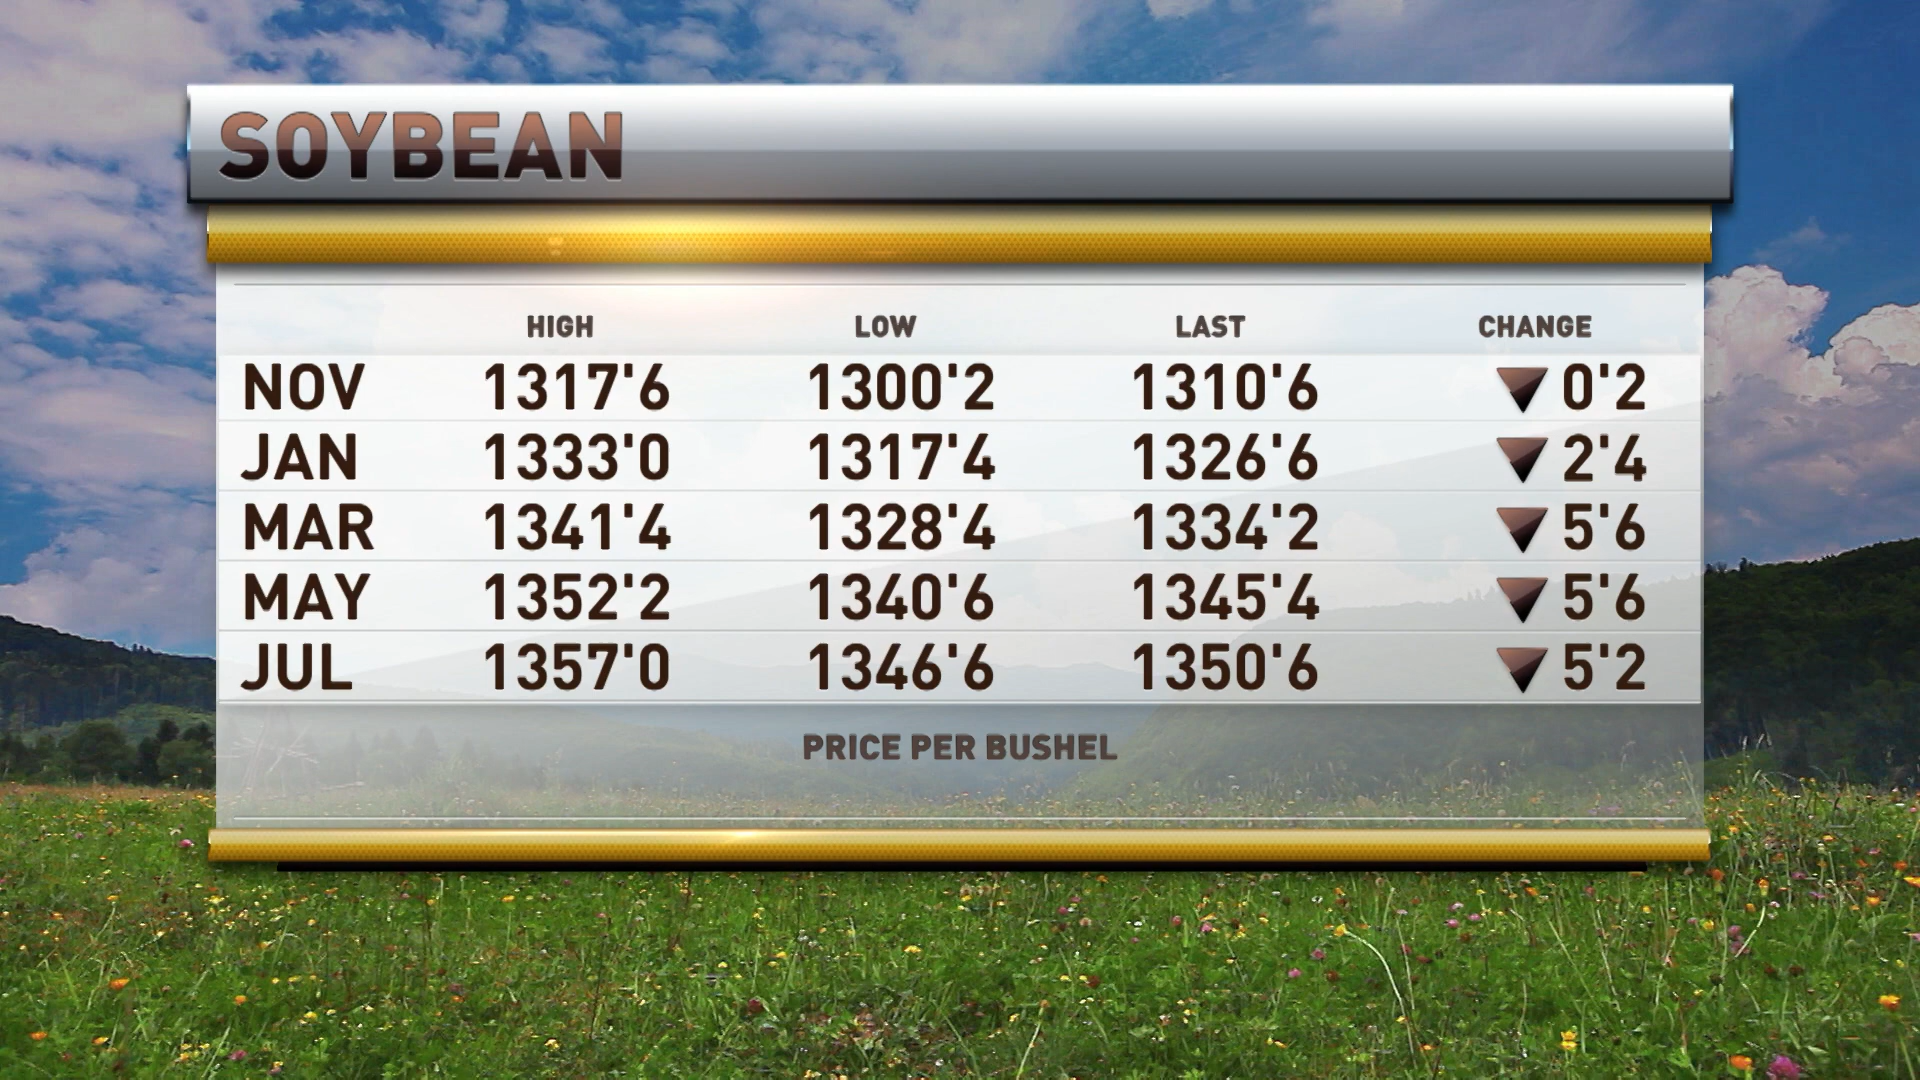 SOYBEAN
HIGH LOW LAST CHANGE
NOV 1317'6 1300'2 1310'6 ▼ 0'2
JAN 1333'0 1317'4 1326'6 ▼ 2'4
MAR 1341'4 1328'4 1334'2 ▼ 5'6
MAY 1352'2 1340'6 1345'4 ▼ 5'6
JUL 1357'0 1346'6 1350'6 ▼ 5'2
PRICE PER BUSHEL